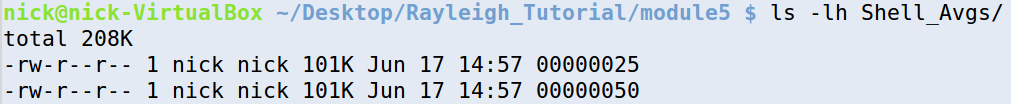 nick@nick-VirtualBox ~/Desktop/Rayleigh_Tutorial/module5 $ ls -lh Shell_Avgs/
total 208K
-rw-r--r-- 1 nick nick 101K Jun 17 14:57 00000025
-rw-r--r-- 1 nick nick 101K Jun 17 14:57 00000050